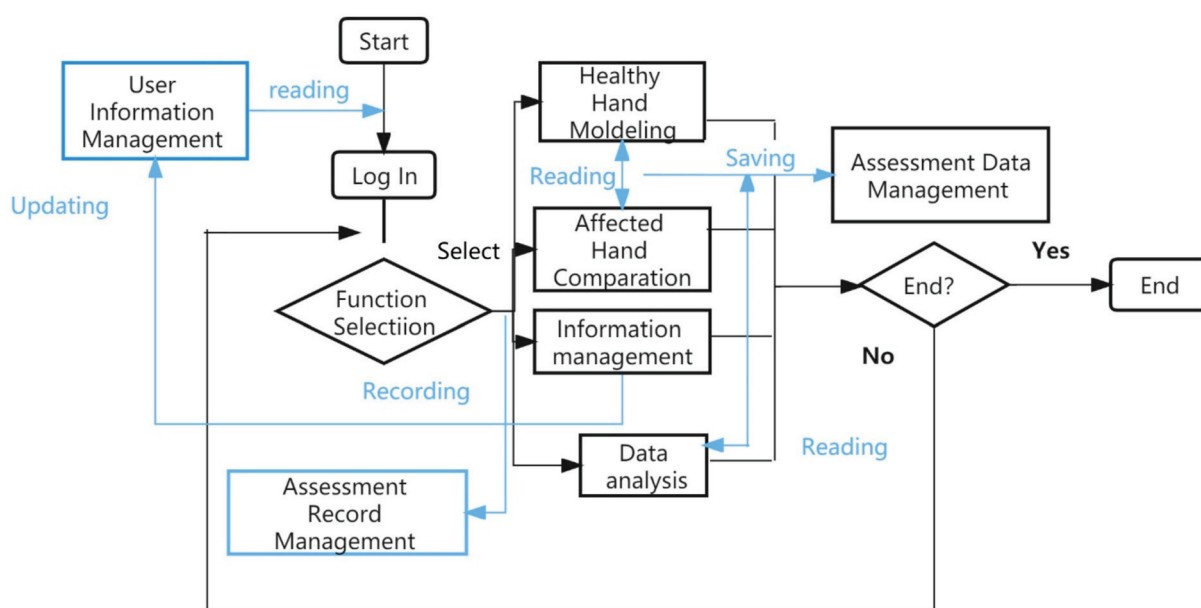 Start
User
Information
Management
reading
Log In
Updating
Healthy
Hand
Moldeling
Saving
Reading
Assessment Data
Management
Select
Affected
Hand
Comparation
Function
Selectiion
End?
Yes
End
Information
management
No
Recording
Data
analysis
Reading
Assessment
Record
Management